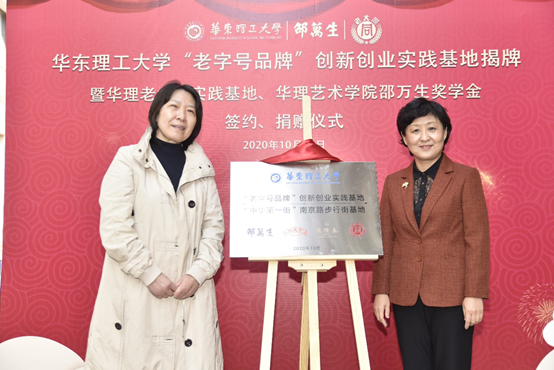 華東理工大學 邵萬生
华东理工大学“老字号品牌”创新创业实践基地揭牌
暨华理老 实践基地、华理艺术学院邵万生奖学金
签约、捐赠仪式
2020年10月 日
華東理工大學
“老字号品牌”创新创业实践基地
“中华第一街”南京路步行街基地
邵萬生
2020年10月